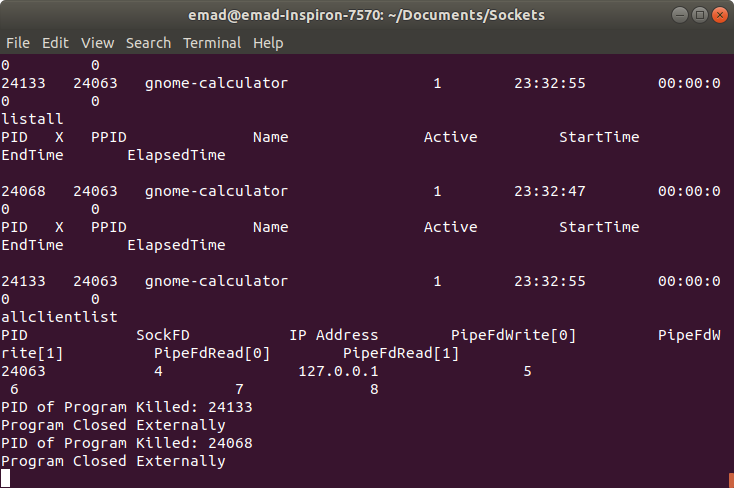 emad@emad-Inspiron-7570: ~/Documents/Sockets
File Edit View Search Terminal Help
0 0
24133 24063 gnome-calculator 1 23:32:55 00:00:0
0 0
listall
PID X PPID Name Active StartTime
EndTime ElapsedTime
24068 24063 gnome-calculator 1 23:32:47 00:00:0
0 0
PID X PPID Name Active StartTime
EndTime ElapsedTime
24133 24063 gnome-calculator 1 23:32:55 00:00:0
0 0
allclientlist
PID SockFD IP Address PipeFdWrite[0] PipeFdW
rite[1] PipeFdRead[0] PipeFdRead[1]
24063 4 127.0.0.1 5
6 7 8
PID of Program Killed: 24133
Program Closed Externally
PID of Program Killed: 24068
Program Closed Externally